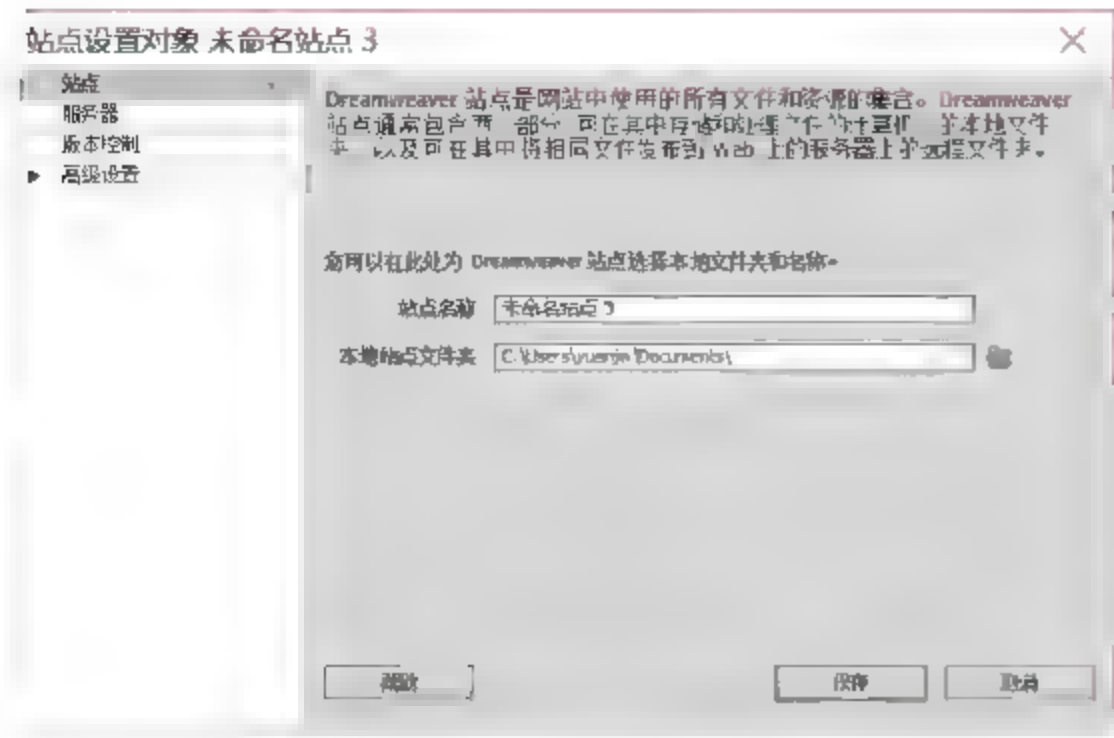 站点设置对象 未命名站点 3
站点
服务器
版本控制
高级设置
Dreamweaver 站点是网站中使用的所有文件和资源的集合。Dreamweaver
站点通常包含两 部分 可在其中存储和处理文件的计算机 的本地文件
以及可在其中将相同文件发布到 Web 上的服务器上的远程文件夹。
您可以在此处为 Dreamweaver 站点选择本地文件夹和名称。
站点名称 未命名站点 3
本地站点文件夹 C:\Users\ \Documents\
帮助 保存 取消